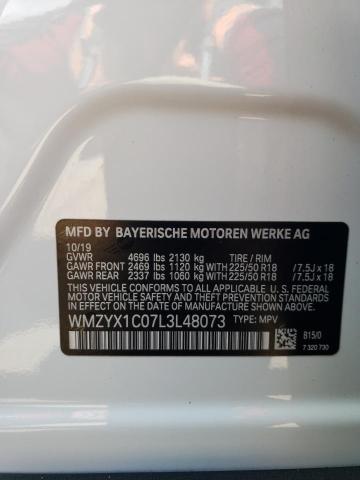 MFD BY BAYERISCHE MOTOREN WERKE AG
10/19
GVWR 4696 lbs 2130 kg TIRE / RIM
GAWR FRONT 2469 lbs 1120 kg WITH 225/50 R18 /7.5J x 18
GAWR REAR 2337 lbs 1060 kg WITH 225/50 R18 /7.5J x 18
THIS VEHICLE CONFORMS TO ALL APPLICABLE U.S. FEDERAL
MOTOR VEHICLE SAFETY, BUMPER, AND THEFT PREVENTION
STANDARDS IN EFFECT ON THE DATE OF MANUFACTURE
SHOWN ABOVE.
WMZYX1C07L3L48073 TYPE: MPV
B15/0
7 320 730